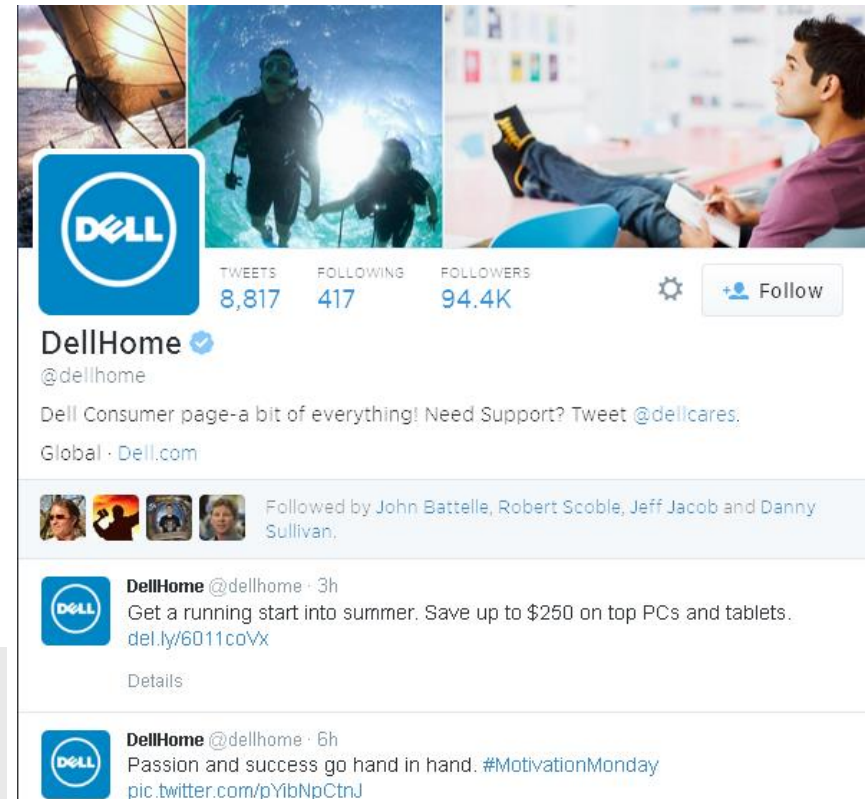 DELL
TWEETS FOLLOWING FOLLOWERS
8,817 417 94.4K
Follow
DellHome
@dellhome
Dell Consumer page-a bit of everything! Need Support? Tweet @dellcares.
Global · Dell.com
Followed by John Battelle, Robert Scoble, Jeff Jacob and Danny
Sullivan.
DELL
DellHome @dellhome · 3h
Get a running start into summer. Save up to $250 on top PCs and tablets.
del.ly/6011coVx
Details
DELL
DellHome @dellhome · 6h
Passion and success go hand in hand. #MotivationMonday
pic.twitter.com/pYibNpCtnJ